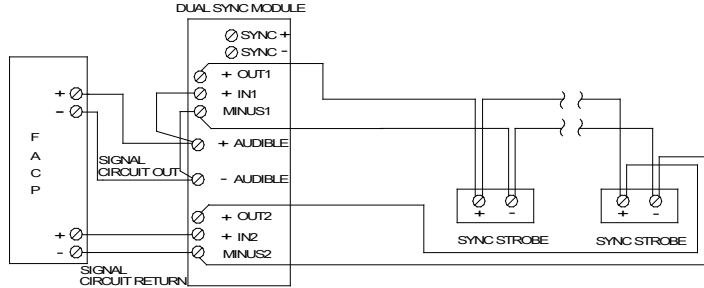 DUAL SYNC MODULE
SYNC +
SYNC -
+ OUT1
+ IN1
MINUS1
+ AUDIBLE
- AUDIBLE
+ OUT2
+ IN2
MINUS2
+
-
F
A
C
P
+
-
SIGNAL
CIRCUIT OUT
SIGNAL
CIRCUIT RETURN
+ -
SYNC STROBE
+ -
SYNC STROBE